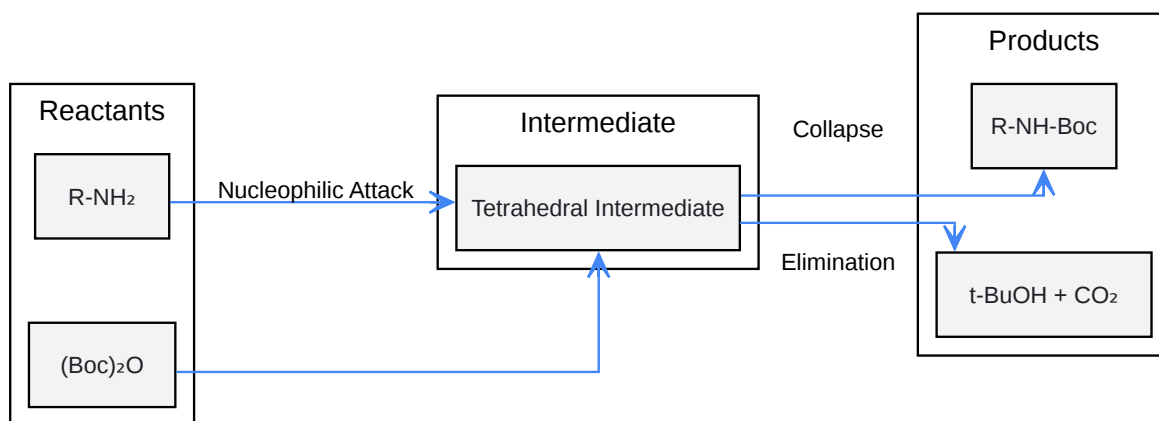 Reactants
R-NH₂
(Boc)₂O
Nucleophilic Attack
Intermediate
Tetrahedral Intermediate
Collapse
Elimination
Products
R-NH-Boc
t-BuOH + CO₂